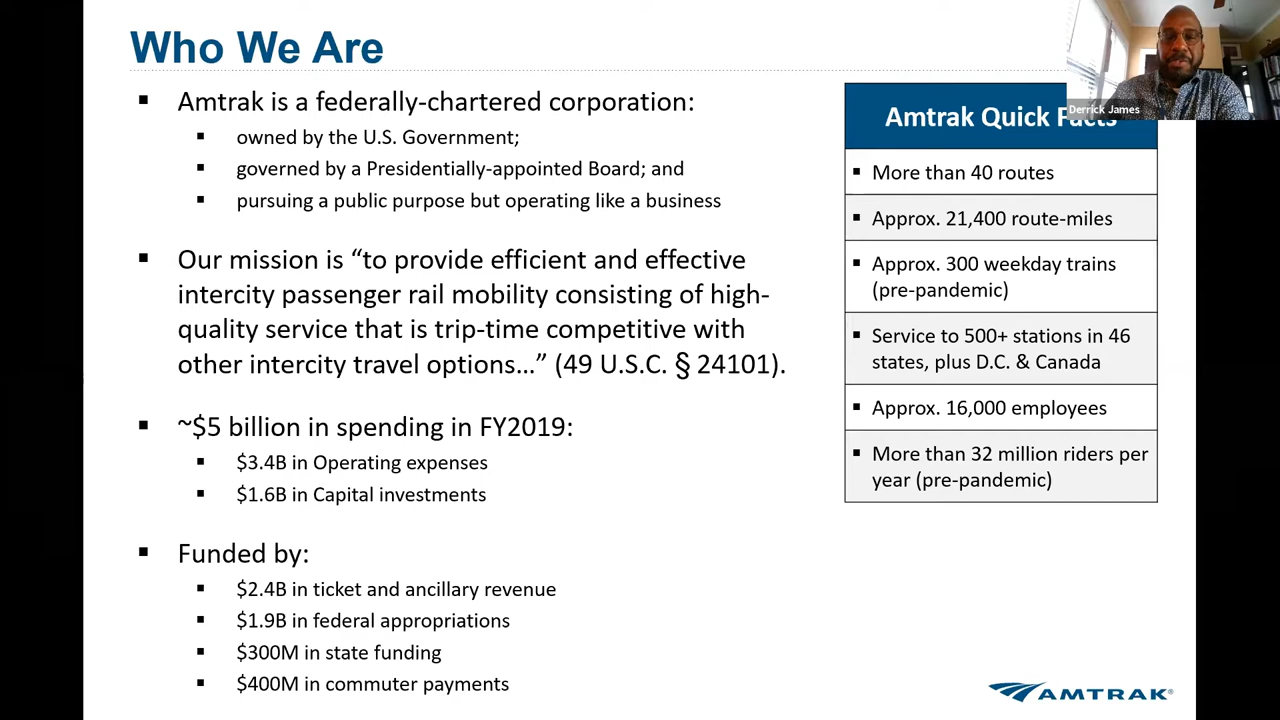 Who We Are
Amtrak is a federally-chartered corporation:
owned by the U.S. Government;
governed by a Presidentially-appointed Board; and
pursuing a public purpose but operating like a business
Our mission is “to provide efficient and effective
intercity passenger rail mobility consisting of high-
quality service that is trip-time competitive with
other intercity travel options…” (49 U.S.C. § 24101).
~$5 billion in spending in FY2019:
$3.4B in Operating expenses
$1.6B in Capital investments
Funded by:
$2.4B in ticket and ancillary revenue
$1.9B in federal appropriations
$300M in state funding
$400M in commuter payments
Derrick James
Amtrak Quick Facts
More than 40 routes
Approx. 21,400 route-miles
Approx. 300 weekday trains
(pre-pandemic)
Service to 500+ stations in 46
states, plus D.C. & Canada
Approx. 16,000 employees
More than 32 million riders per
year (pre-pandemic)
AMTRAK®